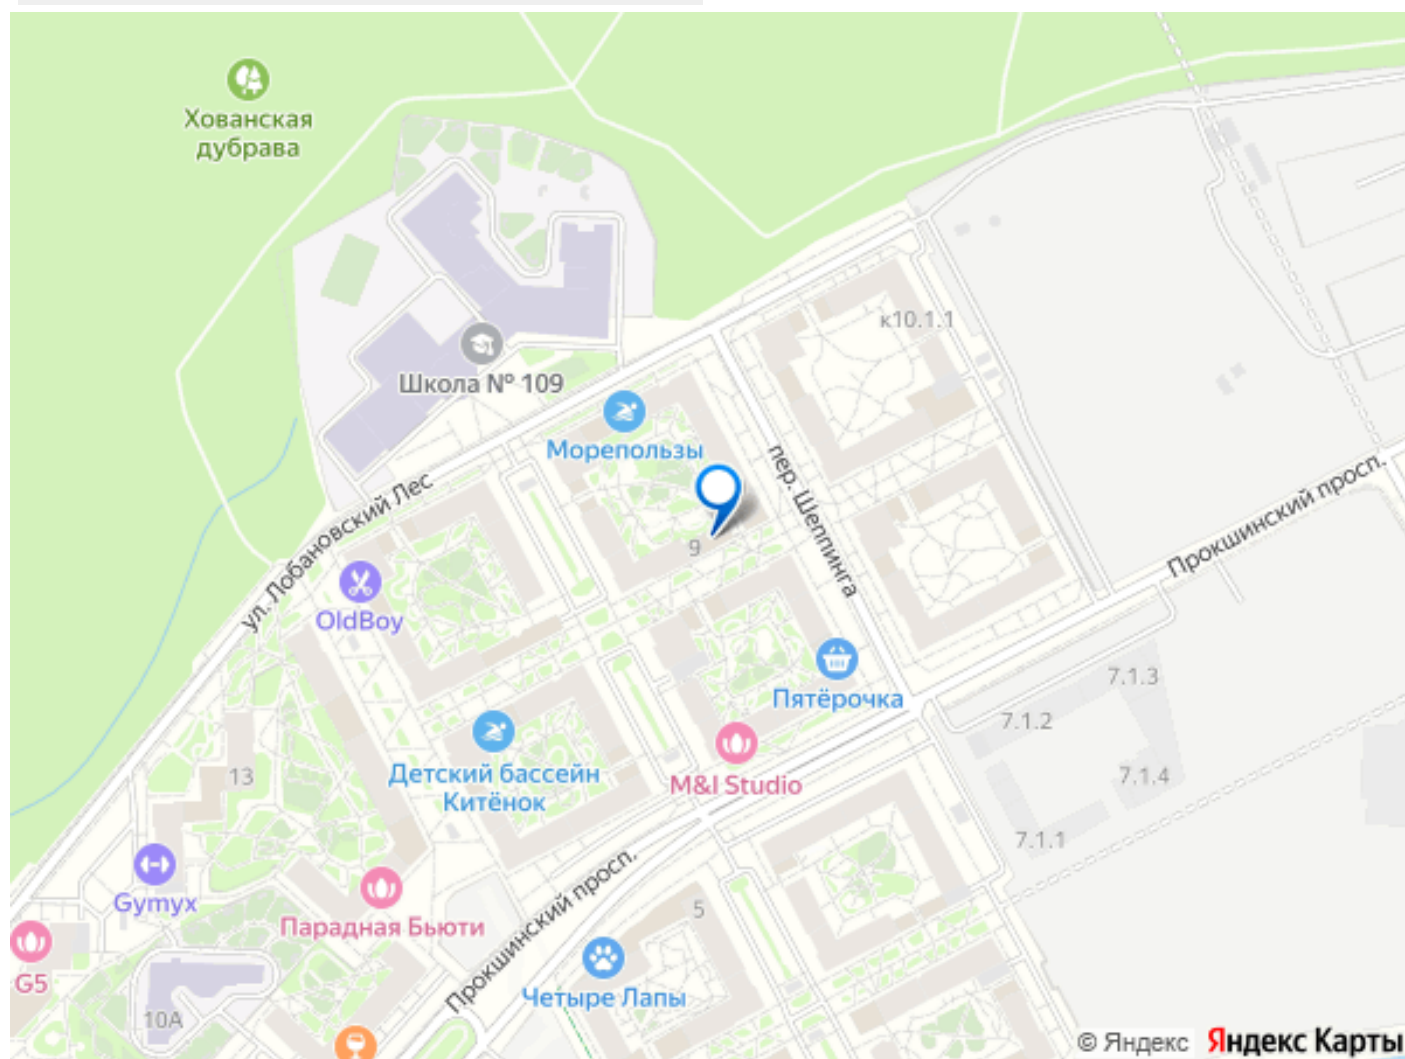 Хованская
дубрава
к10.1.1
Школа № 109
Морепользы
пер. Шеппинга
Прокшинский просп.
ул. Лобановский Лес
9
OldBoy
Пятёрочка
7.1.3
7.1.2
M&I Studio
7.1.4
Детский бассейн
Китёнок
13
7.1.1
Gymyx
Парадная Бьюти
Прокшинский просп.
5
G5
Четыре Лапы
10А
© Яндекс Яндекс Карты